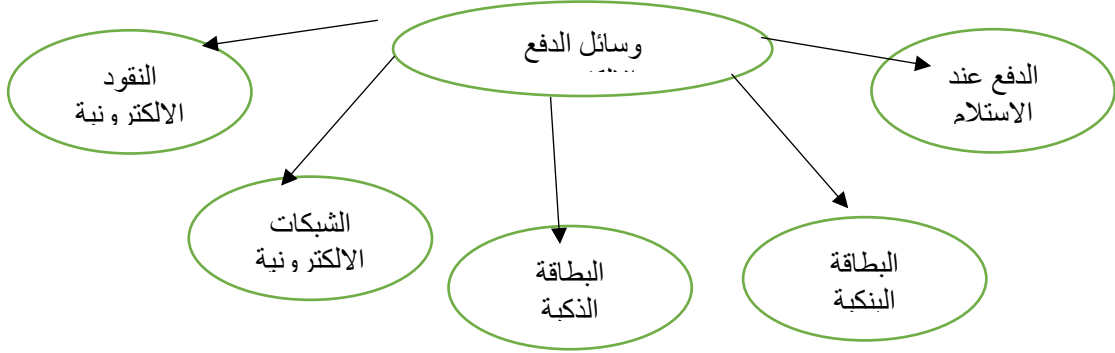 وسائل الدفع
الدفع عند
الاستلام
البطاقة
البنكية
البطاقة
الذكية
الشبكات
الالكترونية
النقود
الالكترونية